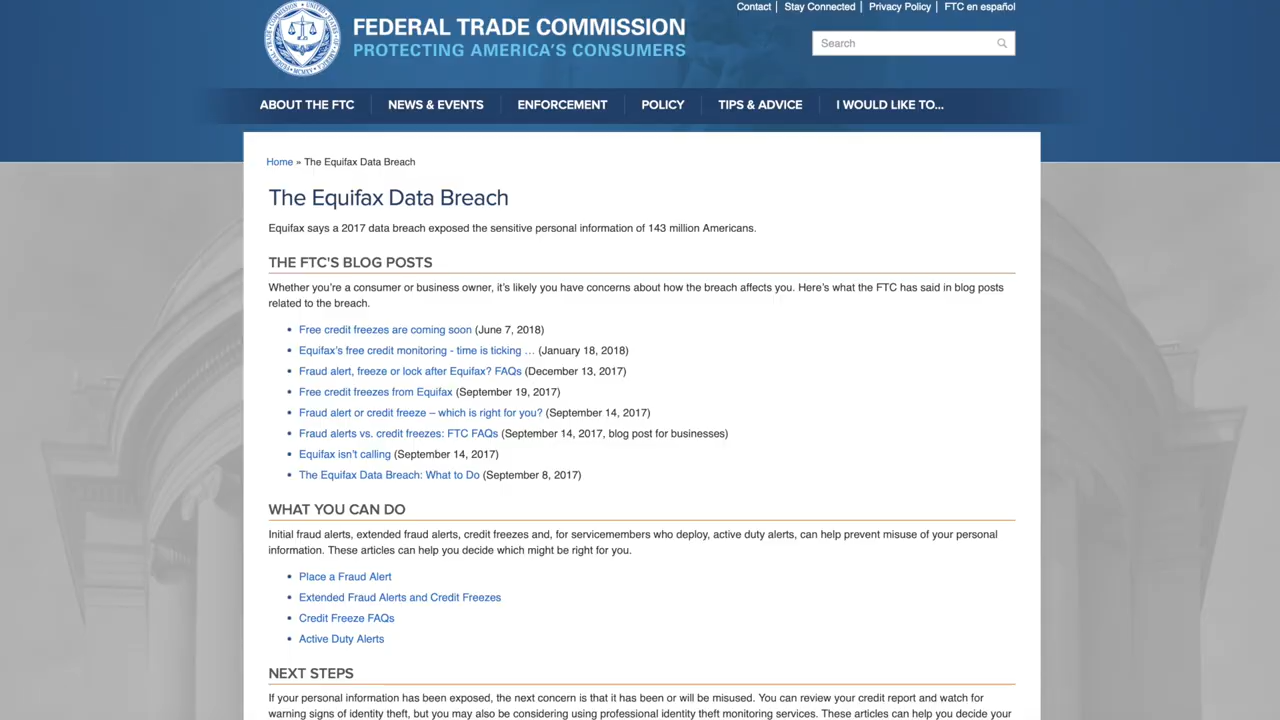 Contact | Stay Connected | Privacy Policy | FTC en español
FEDERAL TRADE COMMISSION
PROTECTING AMERICA'S CONSUMERS
Search
ABOUT THE FTC
NEWS & EVENTS
ENFORCEMENT
POLICY
TIPS & ADVICE
I WOULD LIKE TO...
Home » The Equifax Data Breach
The Equifax Data Breach
Equifax says a 2017 data breach exposed the sensitive personal information of 143 million Americans.
THE FTC'S BLOG POSTS
Whether you're a consumer or business owner, it's likely you have concerns about how the breach affects you. Here's what the FTC has said in blog posts
related to the breach.
• Free credit freezes are coming soon (June 7, 2018)
• Equifax's free credit monitoring - time is ticking … (January 18, 2018)
• Fraud alert, freeze or lock after Equifax? FAQs (December 13, 2017)
• Free credit freezes from Equifax (September 19, 2017)
• Fraud alert or credit freeze – which is right for you? (September 14, 2017)
• Fraud alerts vs. credit freezes: FTC FAQs (September 14, 2017, blog post for businesses)
• Equifax isn't calling (September 14, 2017)
• The Equifax Data Breach: What to Do (September 8, 2017)
WHAT YOU CAN DO
Initial fraud alerts, extended fraud alerts, credit freezes and, for servicemembers who deploy, active duty alerts, can help prevent misuse of your personal
information. These articles can help you decide which might be right for you.
• Place a Fraud Alert
• Extended Fraud Alerts and Credit Freezes
• Credit Freeze FAQs
• Active Duty Alerts
NEXT STEPS
If your personal information has been exposed, the next concern is that it has been or will be misused. You can review your credit report and watch for
warning signs of identity theft, but you may also be considering using professional identity theft monitoring services. These articles can help you decide your